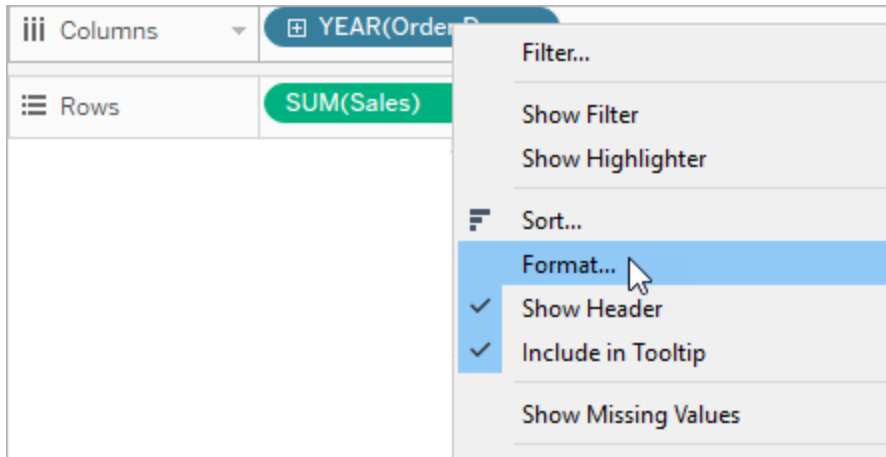 Columns
YEAR(Order
Filter...
Rows
SUM(Sales)
Show Filter
Show Highlighter
Sort...
Format...
Show Header
Include in Tooltip
Show Missing Values